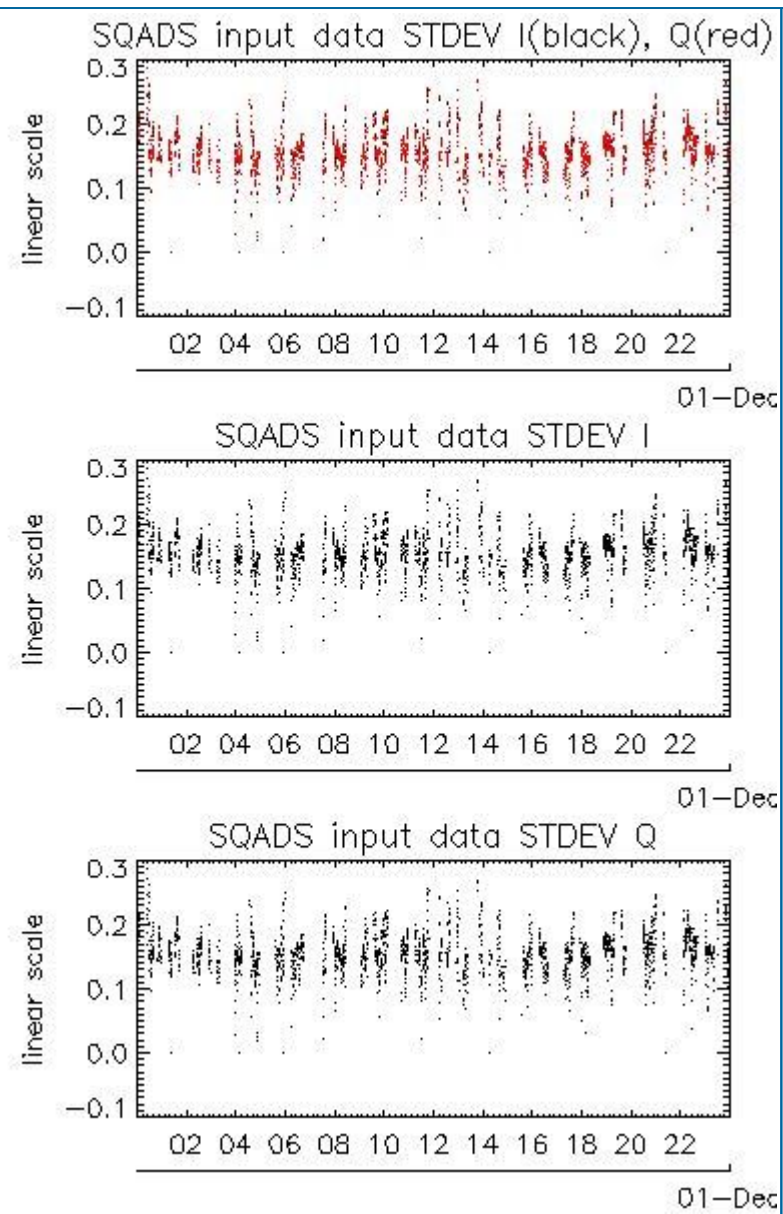 SQADS input data STDEV I(black), Q(red)
0.3
0.2
0.1
0.0
-0.1
linear scale
02 04 06 08 10 12 14 16 18 20 22
01-Dec
SQADS input data STDEV I
0.3
0.2
0.1
0.0
-0.1
linear scale
02 04 06 08 10 12 14 16 18 20 22
01-Dec
SQADS input data STDEV Q
0.3
0.2
0.1
0.0
-0.1
linear scale
02 04 06 08 10 12 14 16 18 20 22
01-Dec